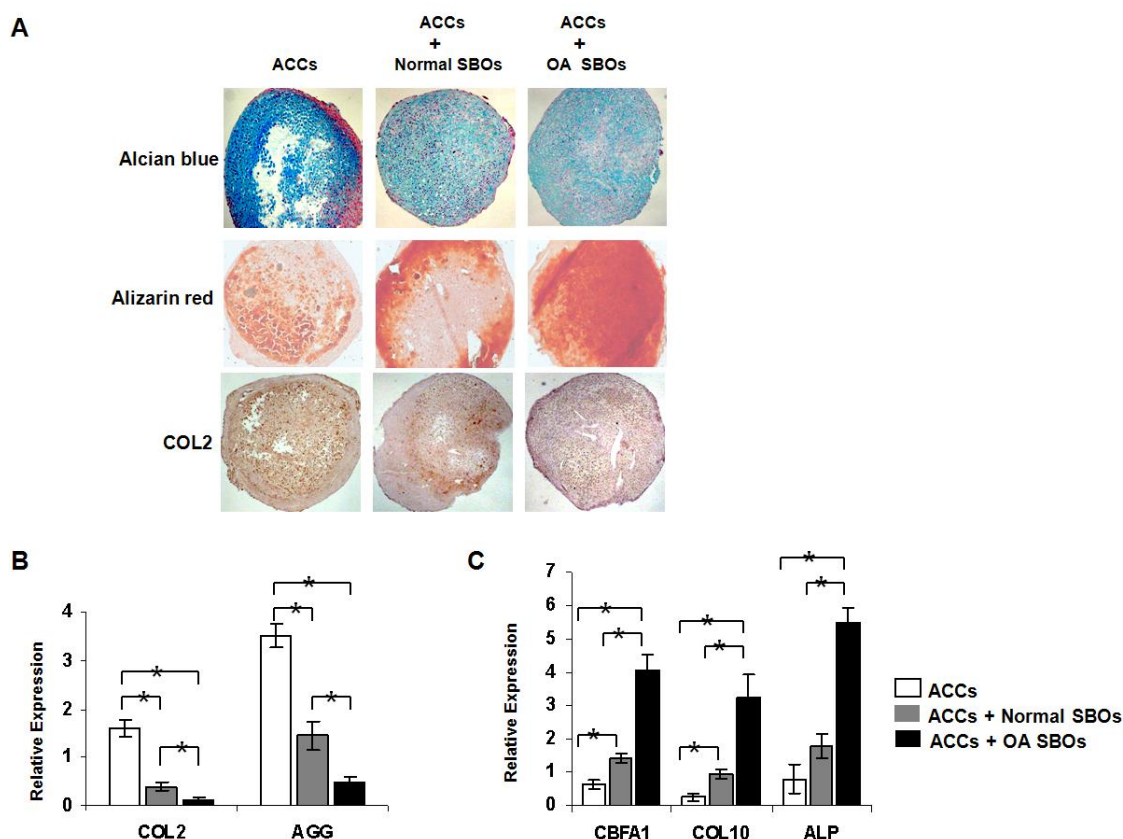 A
ACCs
ACCs
+
Normal SBOs
ACCs
+
OA SBOs
Alcian blue
Alizarin red
COL2
B
Relative Expression
4
3
2
1
0
* * * * * *
COL2 AGG
C
Relative Expression
7
6
5
4
3
2
1
0
* * * * * * * *
CBFA1 COL10 ALP
ACCs
ACCs + Normal SBOs
ACCs + OA SBOs